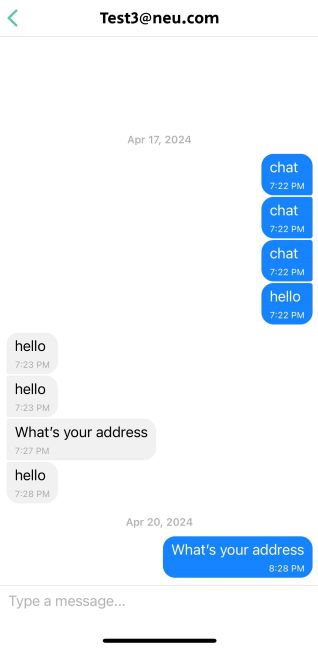 Test3@neu.com
Apr 17, 2024
chat
7:22 PM
chat
7:22 PM
chat
7:22 PM
hello
7:22 PM
hello
7:23 PM
hello
7:23 PM
What's your address
7:27 PM
hello
7:28 PM
Apr 20, 2024
What's your address
8:28 PM
Type a message...